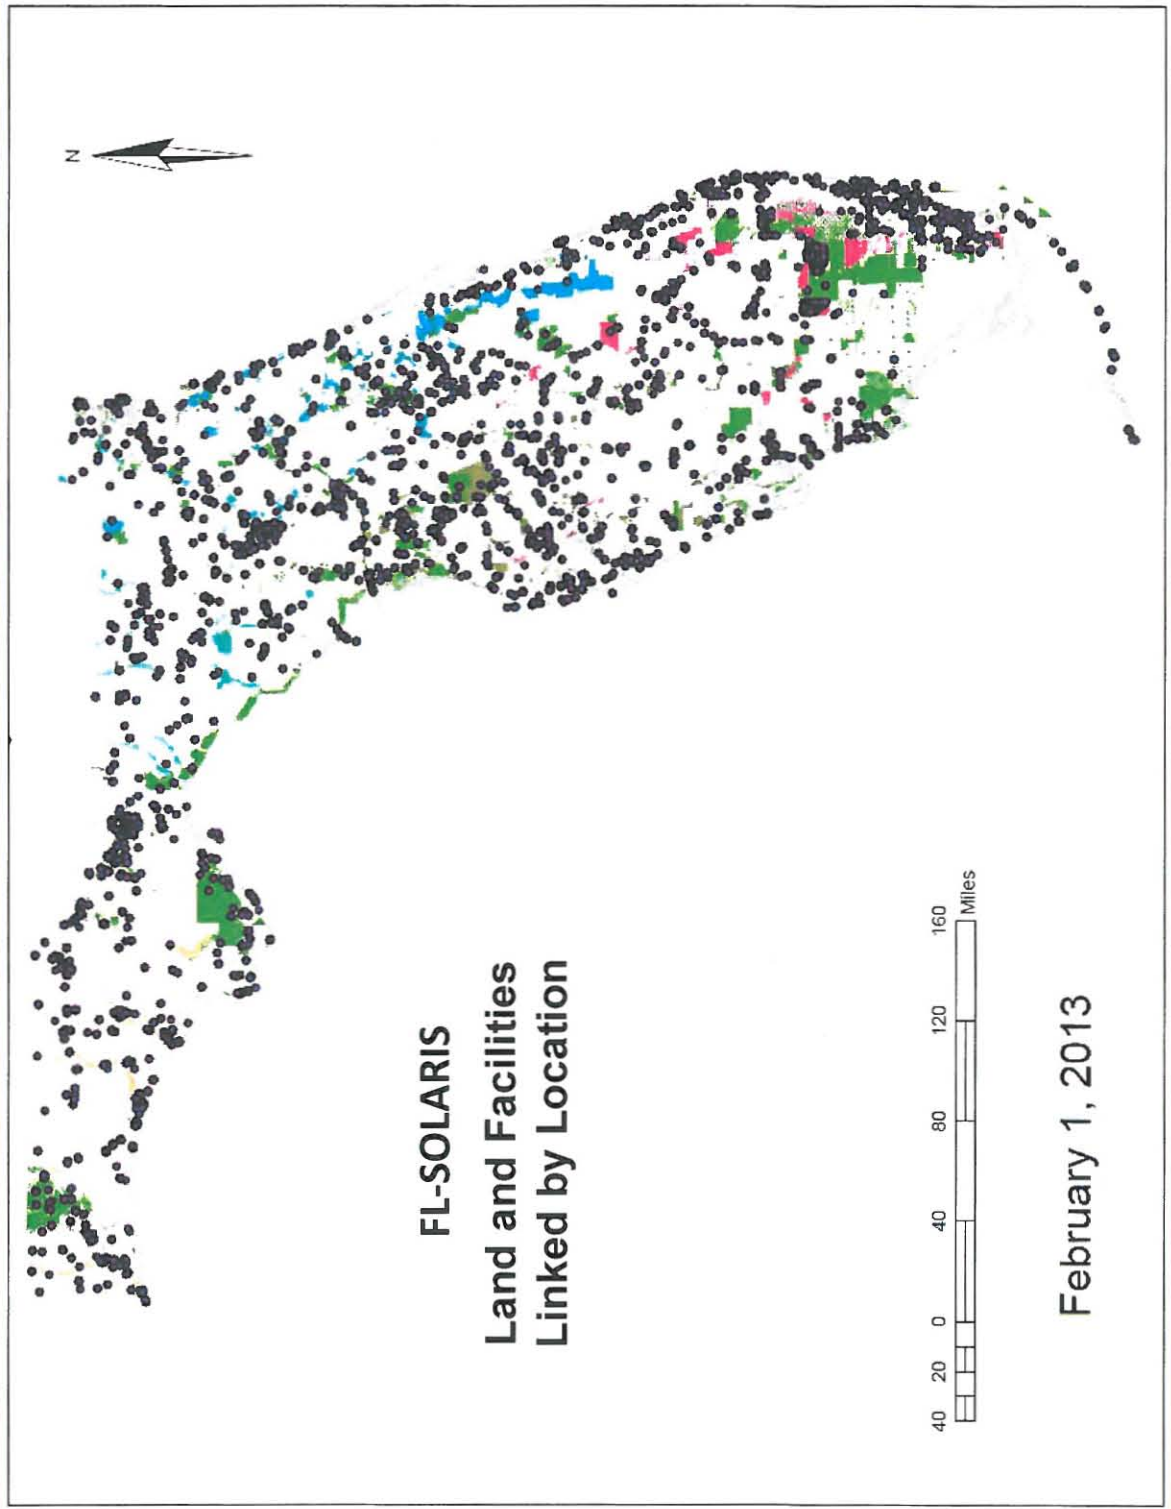 N
FL-SOLARIS
Land and Facilities
Linked by Location
40 20 0 40 80 120 160
Miles
February 1, 2013